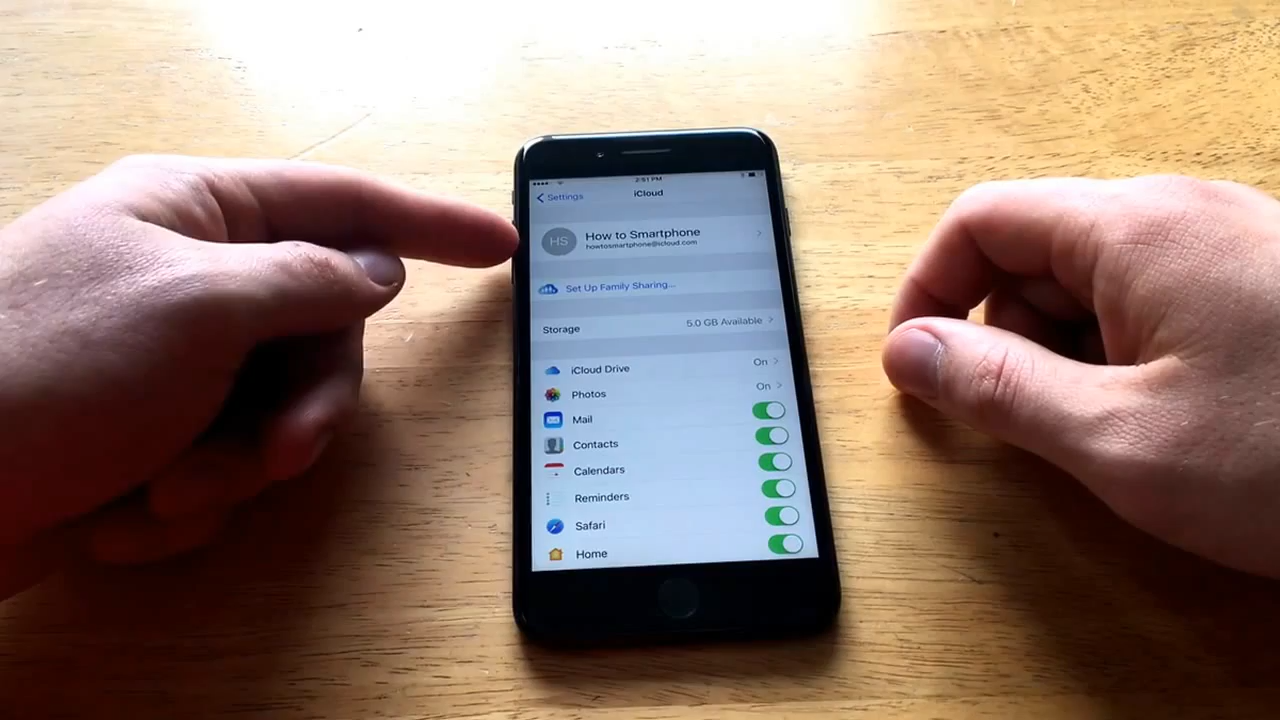 2:51 PM
Settings
iCloud
HS
How to Smartphone
howtosmartphone@icloud.com
Set Up Family Sharing...
Storage 5.0 GB Available
iCloud Drive On
Photos On
Mail
Contacts
Calendars
Reminders
Safari
Home